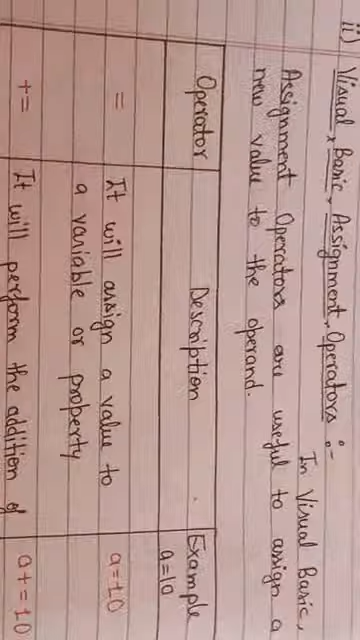 ii) Visual Basic Assignment Operators :-
In Visual Basic,
Assignment Operators are useful to assign a
new value to the operand.
Operator Description Example
a=10
= It will assign a value to a=10
a variable or property
+= It will perform the addition of a+=10